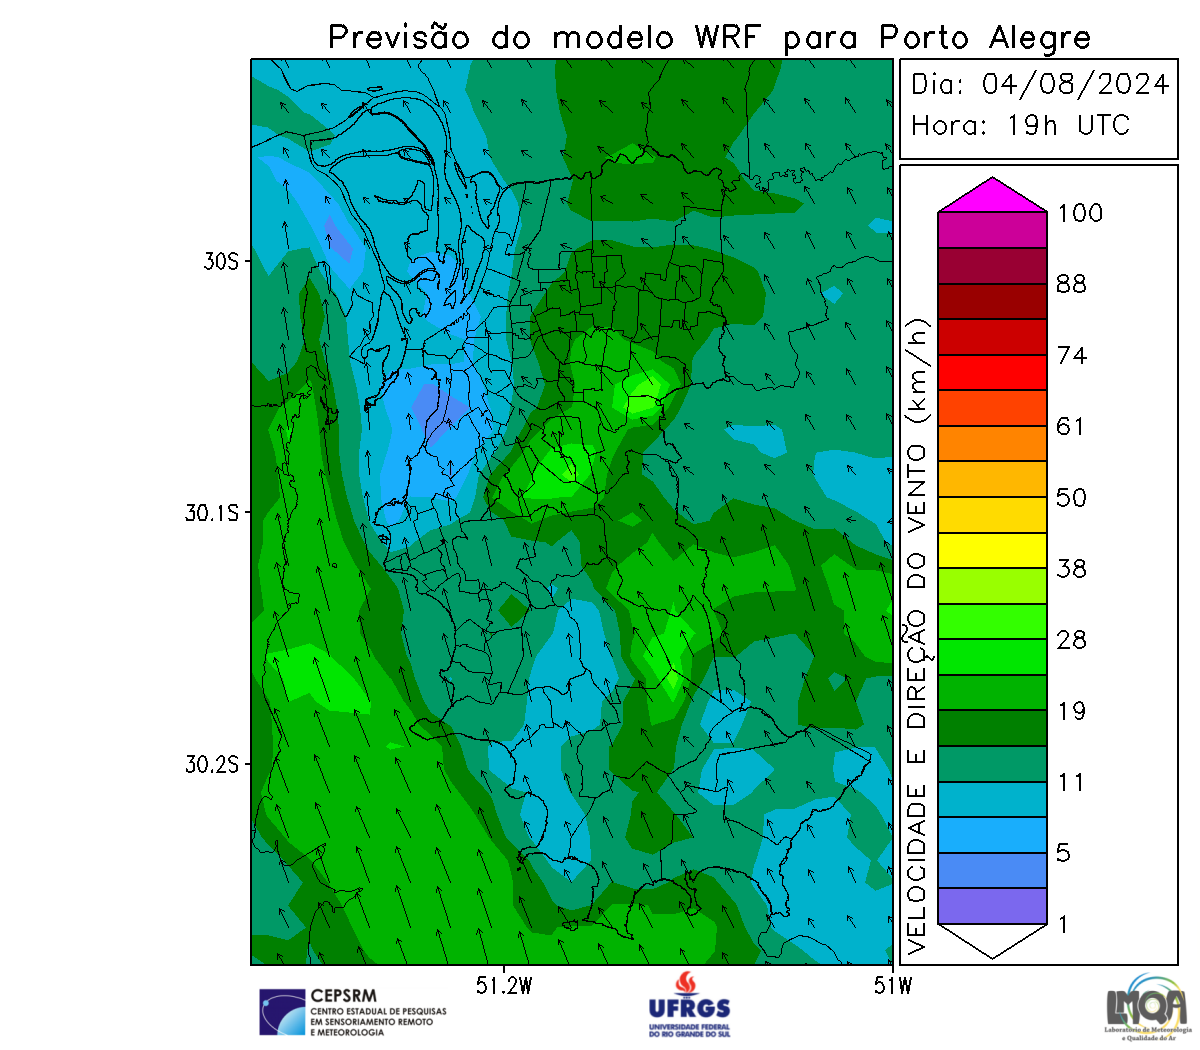 Previsão do modelo WRF para Porto Alegre
Dia: 04/08/2024
Hora: 19h UTC
100
88
74
61
50
38
28
19
11
5
1
VELOCIDADE E DIREÇÃO DO VENTO (km/h)
30S
30.1S
30.2S
51.2W
51W
CEPSRM
CENTRO ESTADUAL DE PESQUISAS
EM SENSORIAMENTO REMOTO
E METEOROLOGIA
UFRGS
UNIVERSIDADE FEDERAL
DO RIO GRANDE DO SUL
LMQA
Laboratório de Meteorologia
e Qualidade do Ar